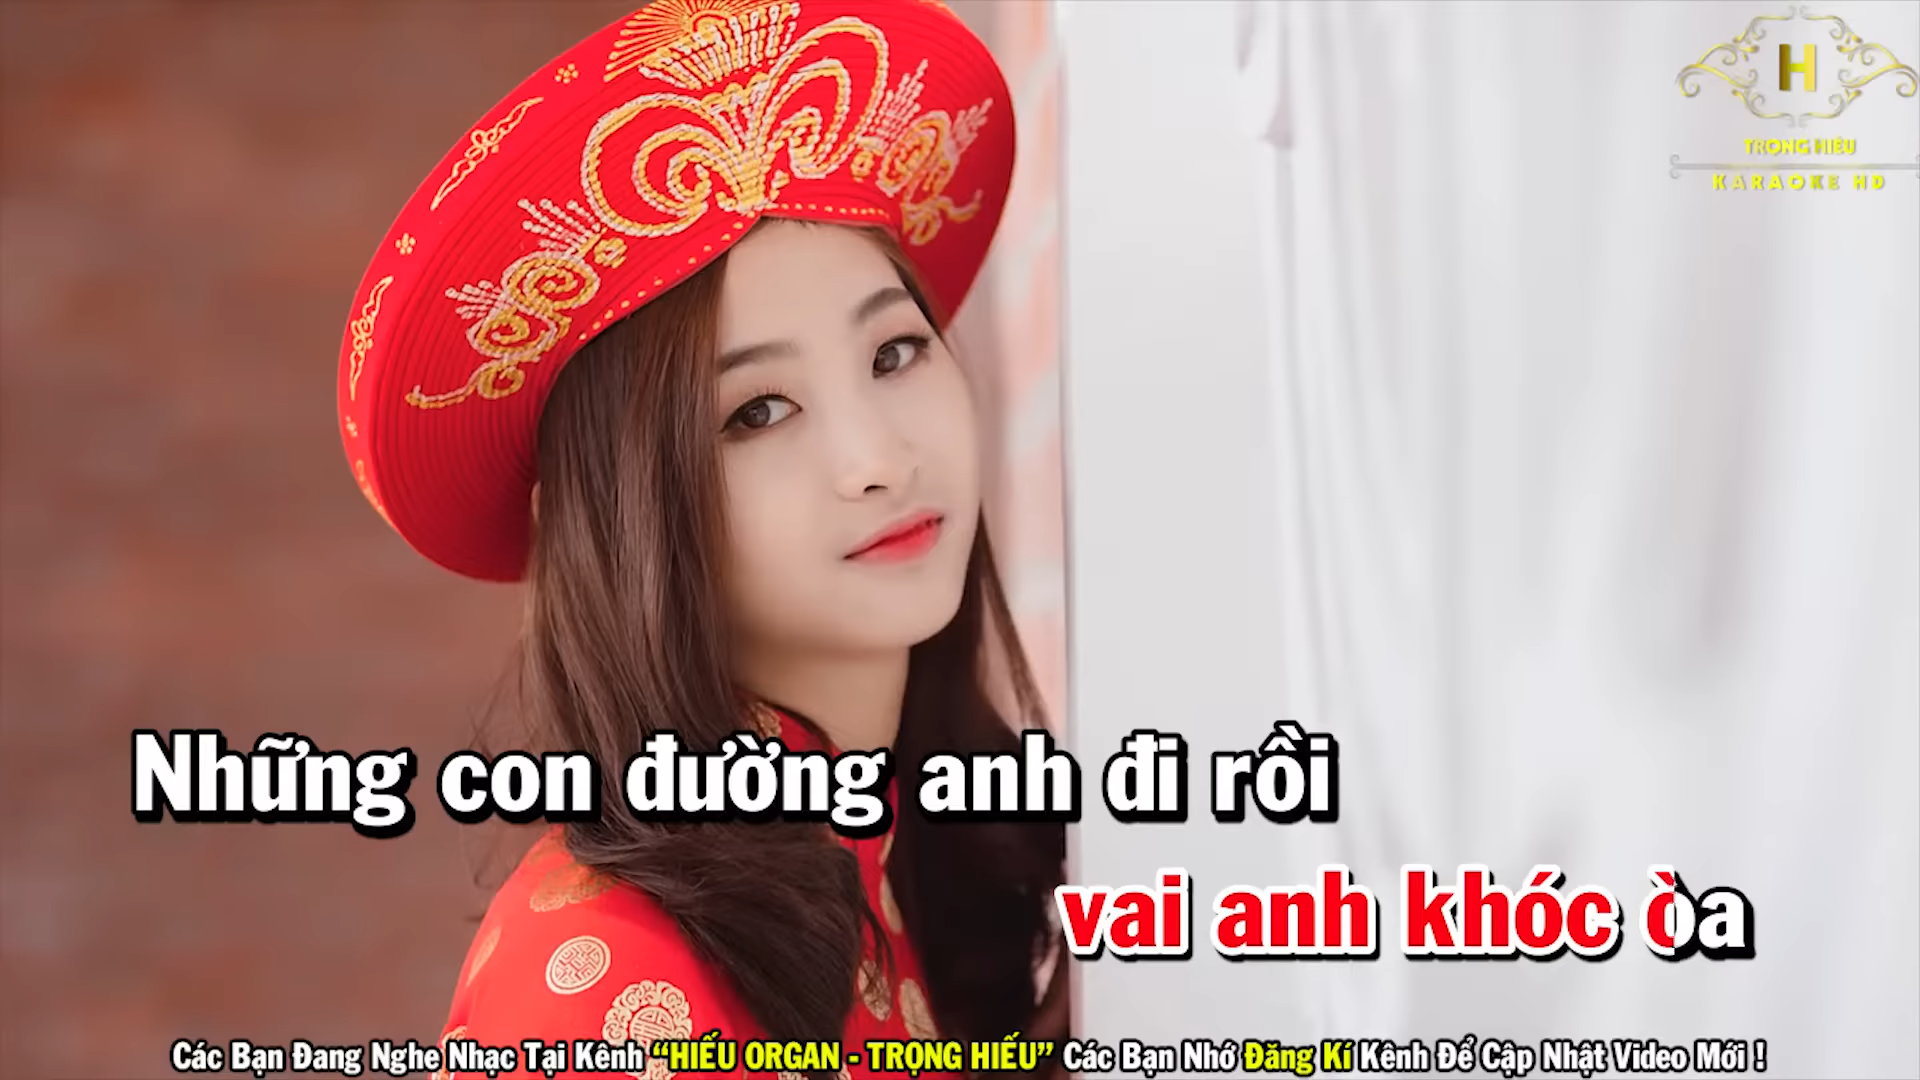 H
TRỌNG HIẾU
KARAOKE HD
Những con đường anh đi rồi
vai anh khóc òa
Các Bạn Đang Nghe Nhạc Tại Kênh “HIẾU ORGAN - TRỌNG HIẾU” Các Bạn Nhớ Đăng Kí Kênh Để Cập Nhật Video Mới !